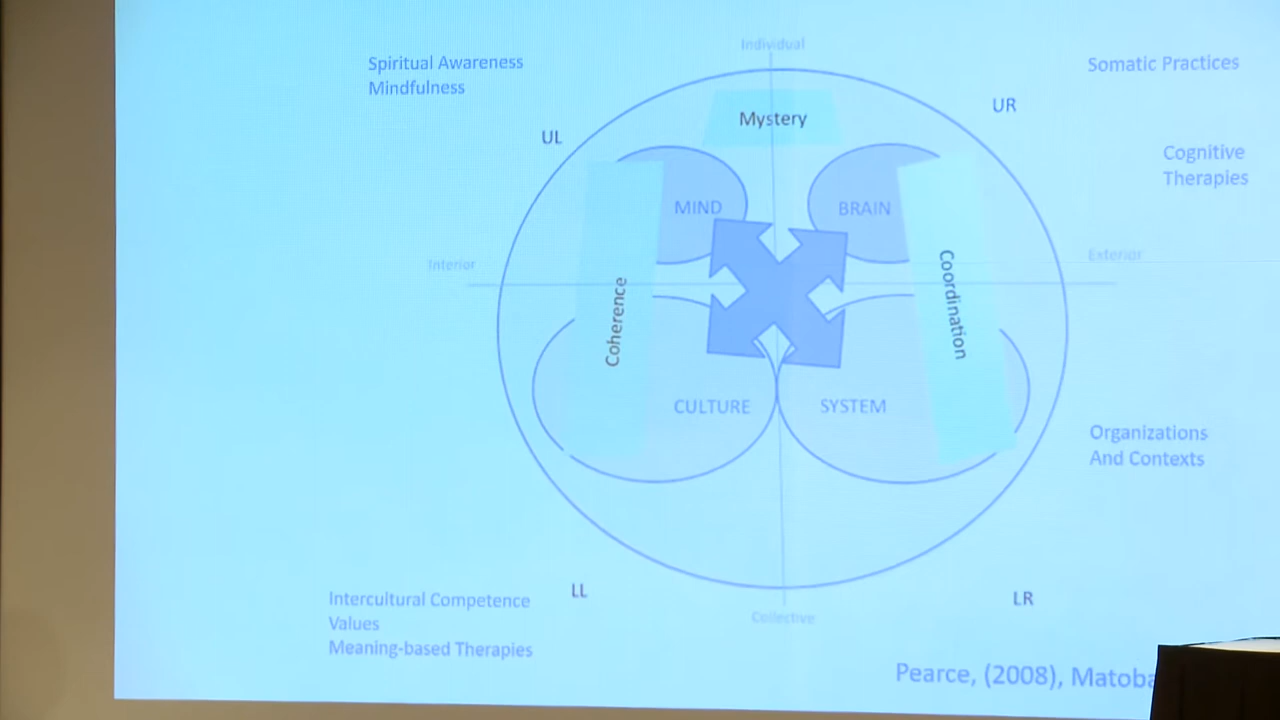 Individual
Spiritual Awareness
Mindfulness
Somatic Practices
UL
Mystery
UR
Cognitive
Therapies
MIND
BRAIN
Interior
Exterior
Coherence
Coordination
CULTURE
SYSTEM
Organizations
And Contexts
LL
LR
Intercultural Competence
Values
Meaning-based Therapies
Collective
Pearce, (2008),